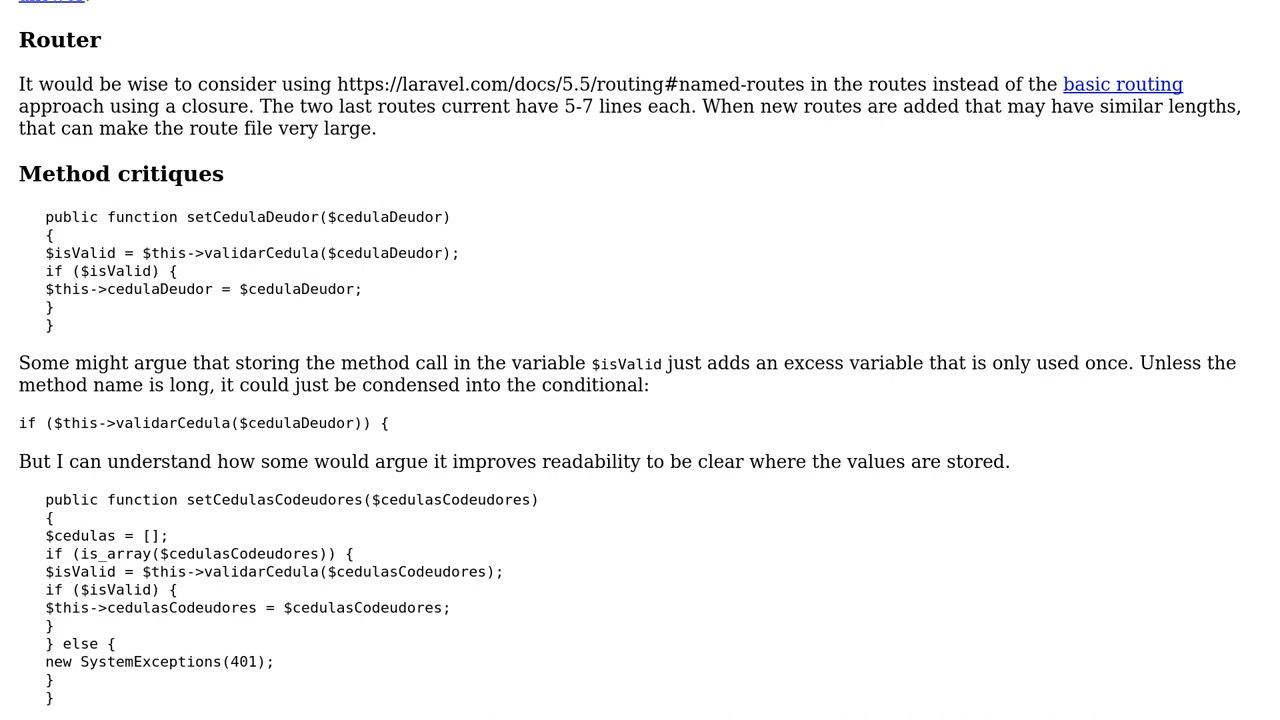 Router
It would be wise to consider using https://laravel.com/docs/5.5/routing#named-routes in the routes instead of the basic routing
approach using a closure. The two last routes current have 5-7 lines each. When new routes are added that may have similar lengths,
that can make the route file very large.
Method critiques
public function setCedulaDeudor($cedulaDeudor)
{
$isValid = $this->validarCedula($cedulaDeudor);
if ($isValid) {
$this->cedulaDeudor = $cedulaDeudor;
}
}
Some might argue that storing the method call in the variable $isValid just adds an excess variable that is only used once. Unless the
method name is long, it could just be condensed into the conditional:
if ($this->validarCedula($cedulaDeudor)) {
But I can understand how some would argue it improves readability to be clear where the values are stored.
public function setCedulasCodeudores($cedulasCodeudores)
{
$cedulas = [];
if (is_array($cedulasCodeudores)) {
$isValid = $this->validarCedula($cedulasCodeudores);
if ($isValid) {
$this->cedulasCodeudores = $cedulasCodeudores;
}
} else {
new SystemExceptions(401);
}
}